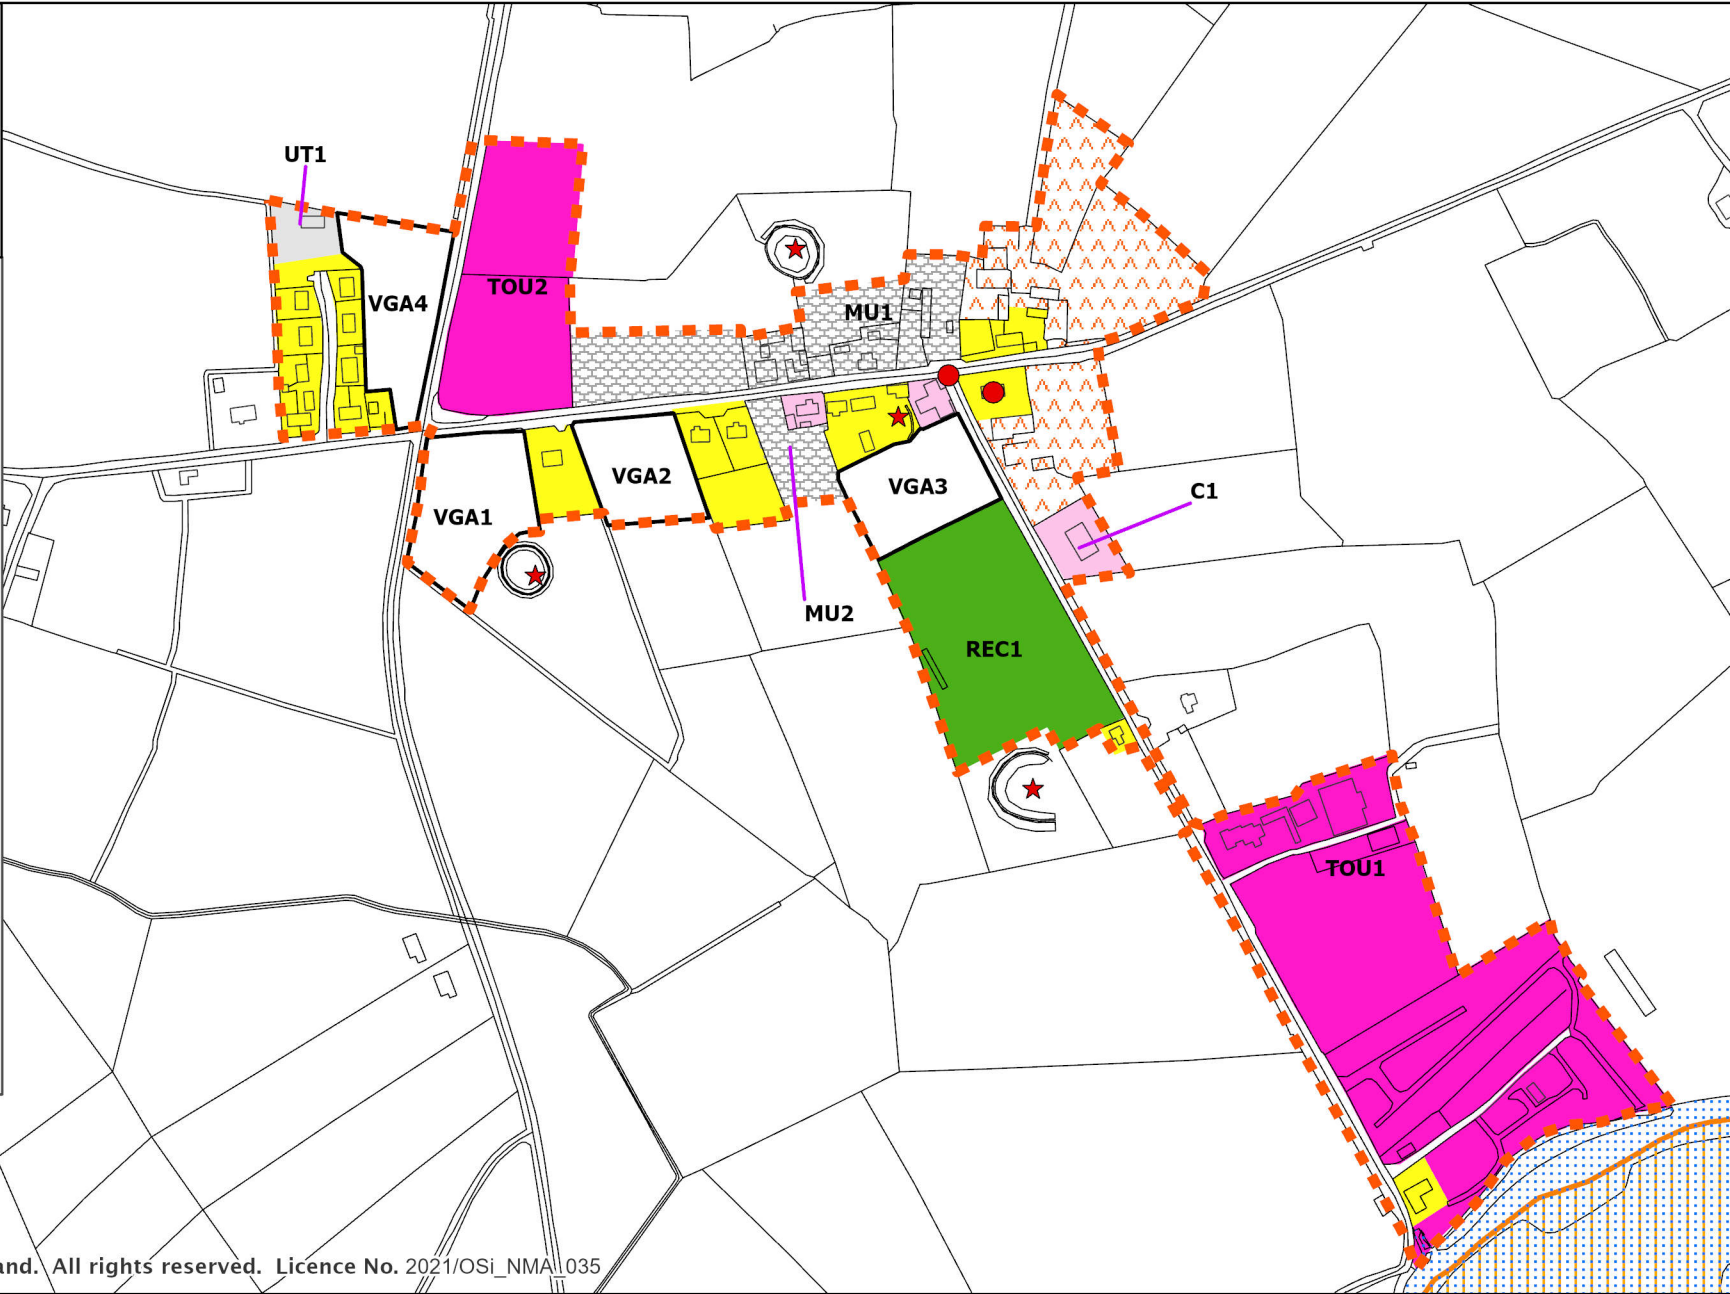 UT1
TOU2
VGA4
MU1
VGA2
VGA3
C1
VGA1
MU2
REC1
TOU1
and. All rights reserved. Licence No. 2021/OSi_NMA_035